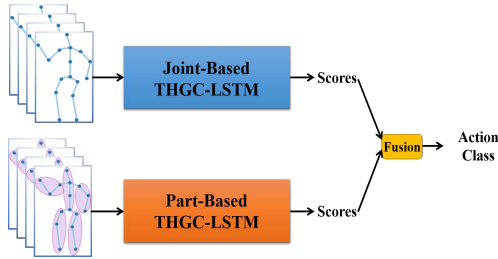 Joint-Based
THGC-LSTM
Scores
Fusion
Action
Class
Part-Based
THGC-LSTM
Scores